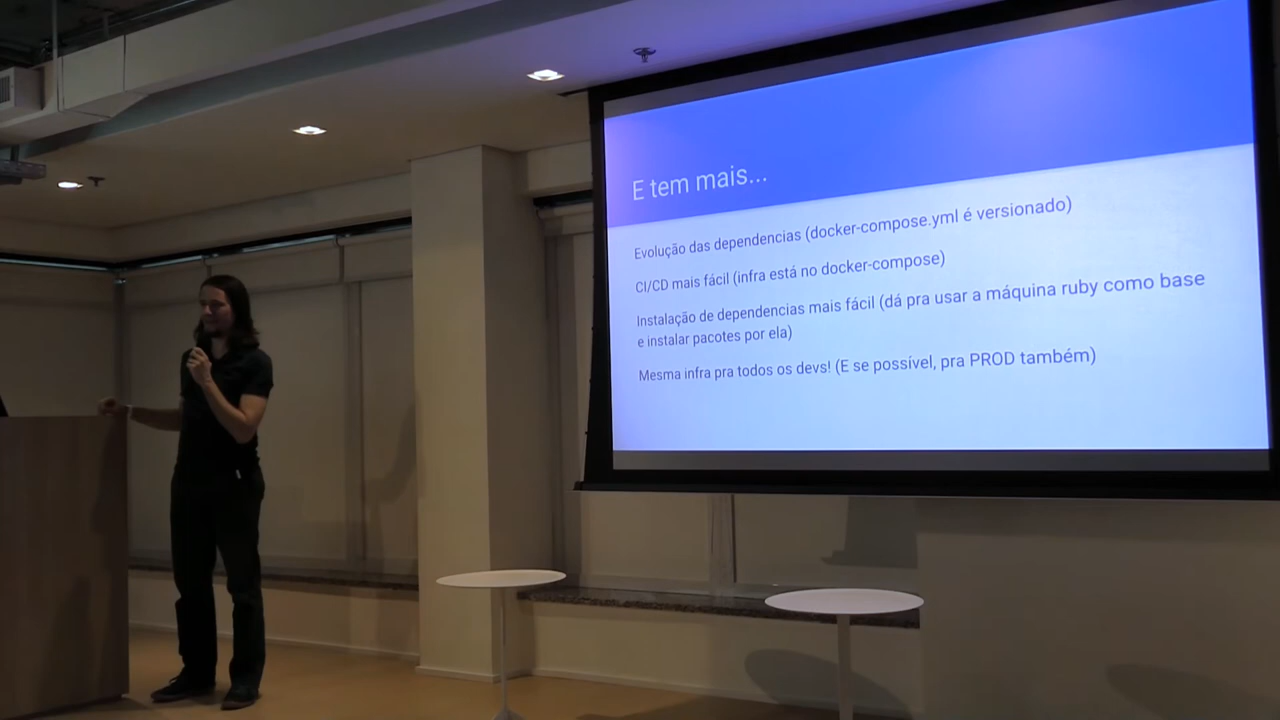 E tem mais...
Evolução das dependencias (docker-compose.yml é versionado)
CI/CD mais fácil (infra está no docker-compose)
Instalação de dependencias mais fácil (dá pra usar a máquina ruby como base
e instalar pacotes por ela)
Mesma infra pra todos os devs! (E se possível, pra PROD também)